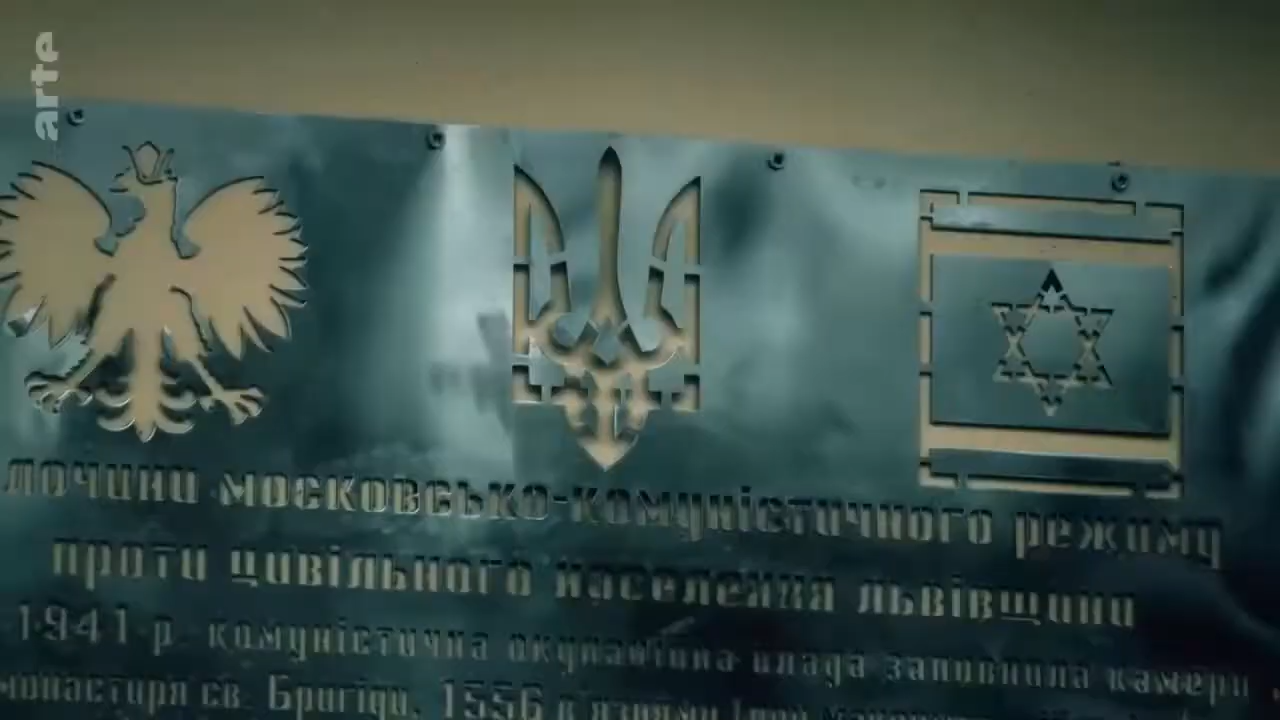 arte
лочини московсько-комуністичного режиму
проти цивільного населення львівщини
1941 р. комуністична окупаційна влада заповнила камери
монастиря св. Бригіди. 1556 в'язнями